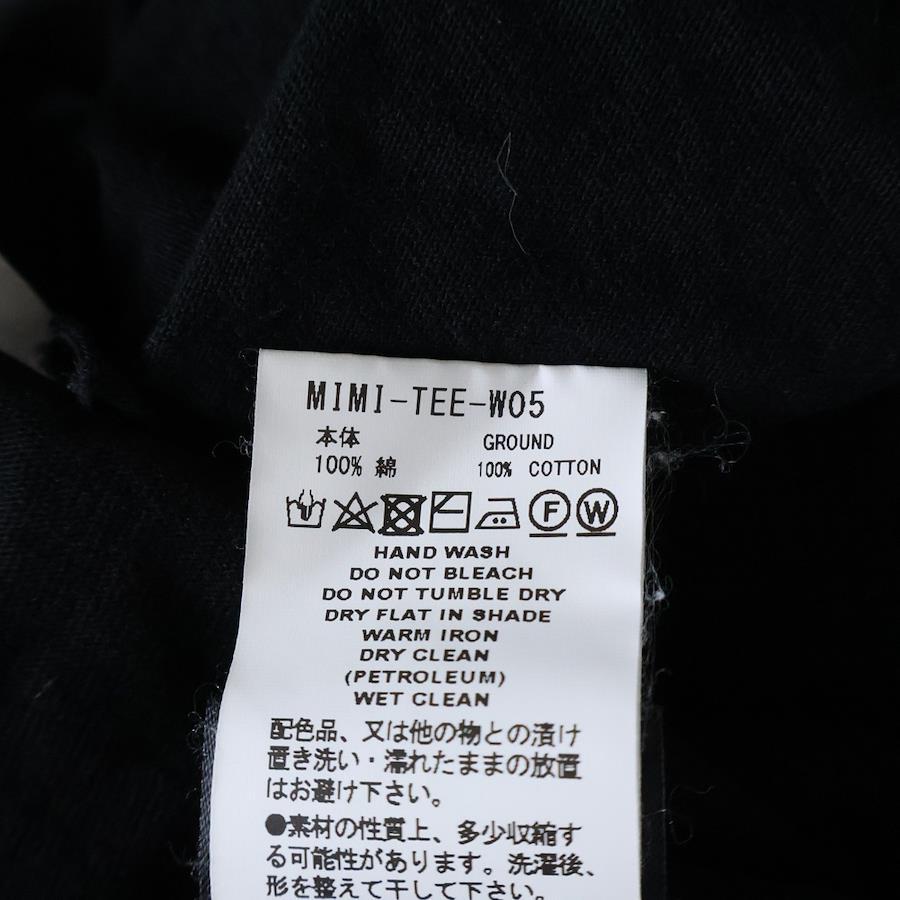 MIMI-TEE-W05
本体 GROUND
100% 綿 100% COTTON
F W
HAND WASH
DO NOT BLEACH
DO NOT TUMBLE DRY
DRY FLAT IN SHADE
WARM IRON
DRY CLEAN
(PETROLEUM)
WET CLEAN
配色品、又は他の物との漬け
置き洗い・濡れたままの放置
はお避け下さい。
●素材の性質上、多少収縮す
る可能性があります。洗濯後、
形を整えて干して下さい。